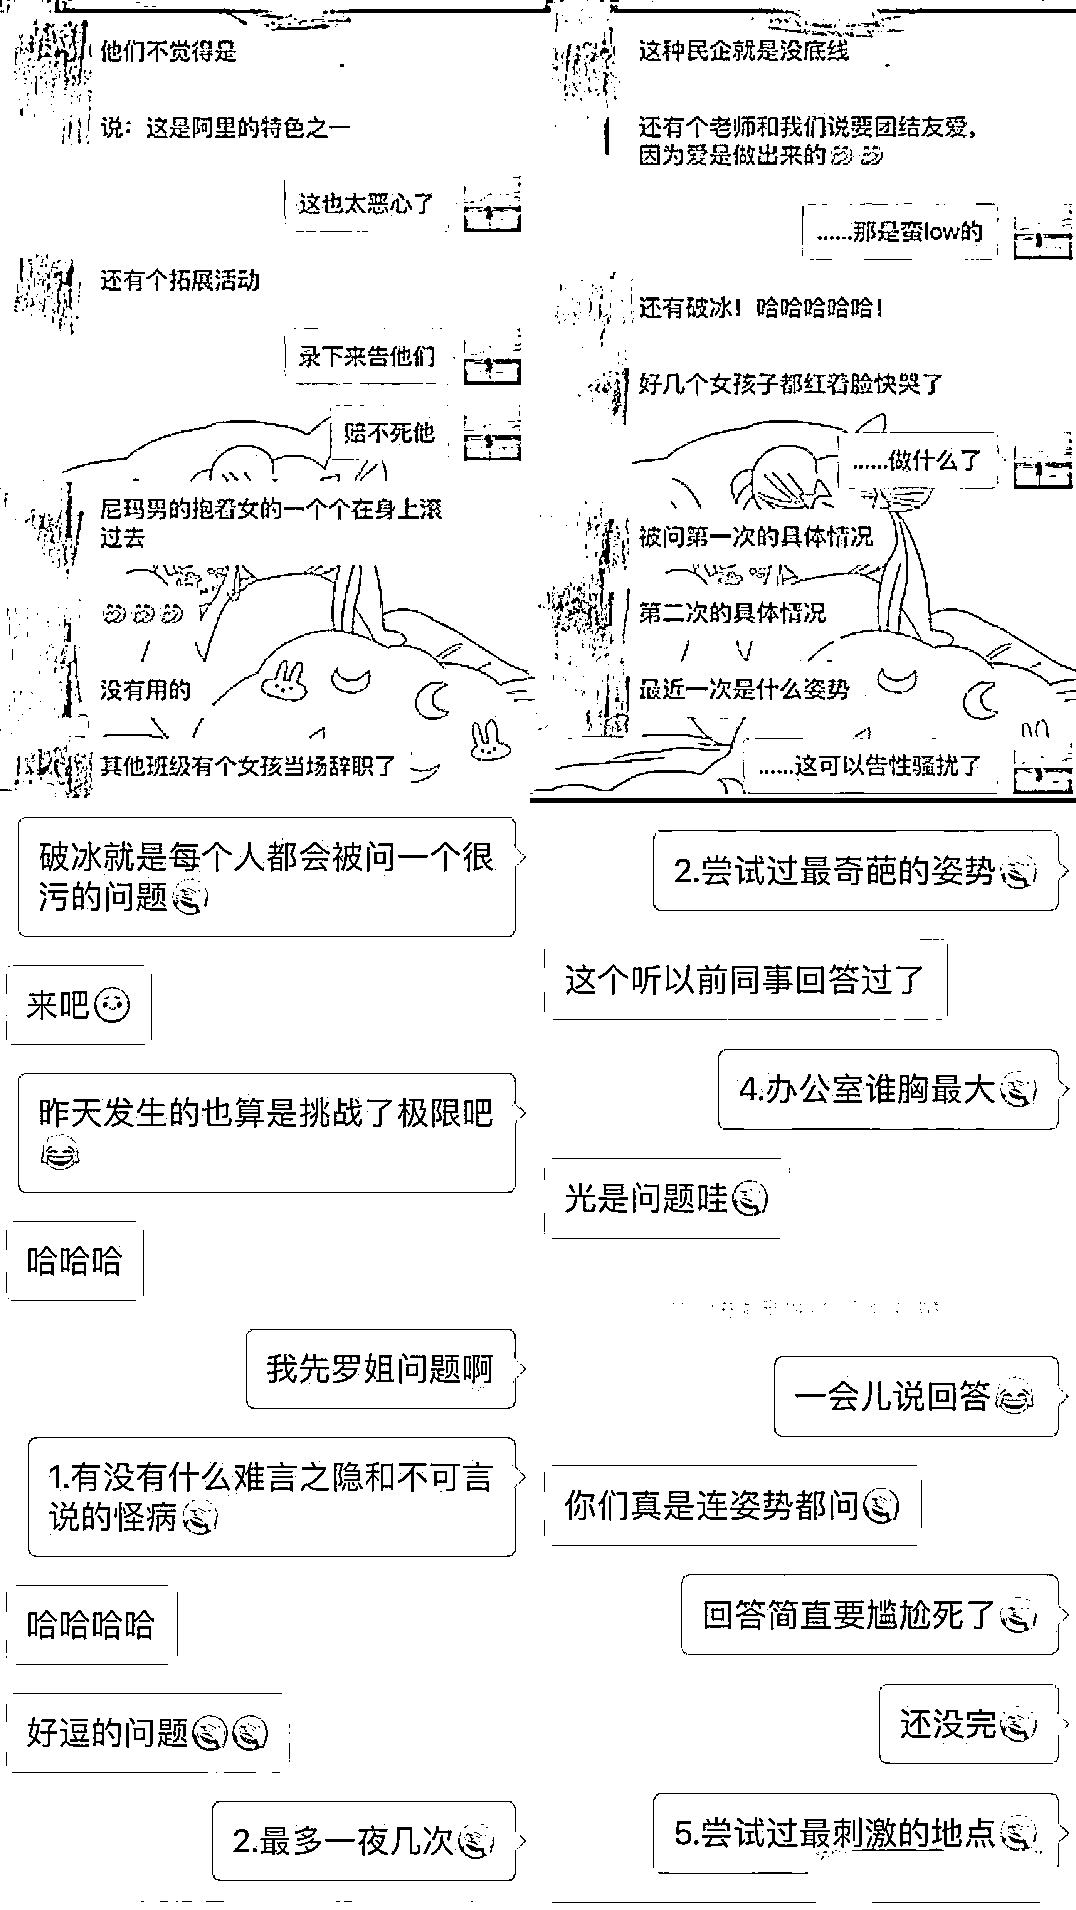 他们不觉得是
说：这是阿里的特色之一
这也太恶心了
还有个拓展活动
录下来告他们
赔不死他
尼玛男的抱着女的一个个在身上滚
过去
没有用的
其他班级有个女孩当场辞职了
这种民企就是没底线
还有个老师和我们说要团结友爱，
因为爱是做出来的
......那是蛮low的
还有破冰！哈哈哈哈哈！
好几个女孩子都红着脸快哭了
......做什么了
被问第一次的具体情况
第二次的具体情况
最近一次是什么姿势
......这可以告性骚扰了
破冰就是每个人都会被问一个很
污的问题
来吧
昨天发生的也算是挑战了极限吧
哈哈哈
我先罗姐问题啊
1.有没有什么难言之隐和不可言
说的怪病
哈哈哈哈
好逗的问题
2.最多一夜几次
2.尝试过最奇葩的姿势
这个听以前同事回答过了
4.办公室谁胸最大
光是问题哇
一会儿说回答
你们真是连姿势都问
回答简直要尴尬死了
还没完
5.尝试过最刺激的地点